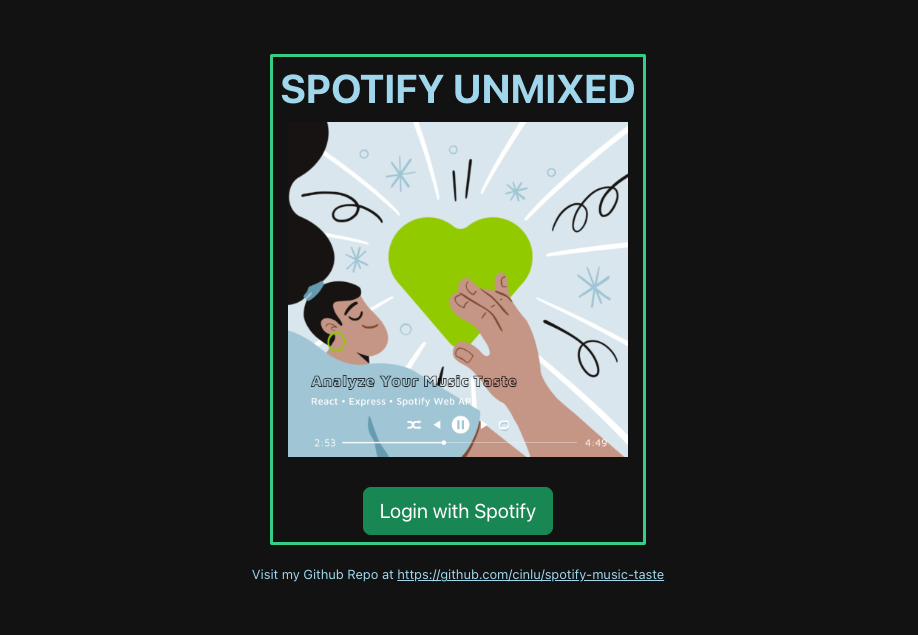 SPOTIFY UNMIXED
Analyze Your Music Taste
React • Express • Spotify Web AP
2:53
4:49
Login with Spotify
Visit my Github Repo at https://github.com/cinlu/spotify-music-taste